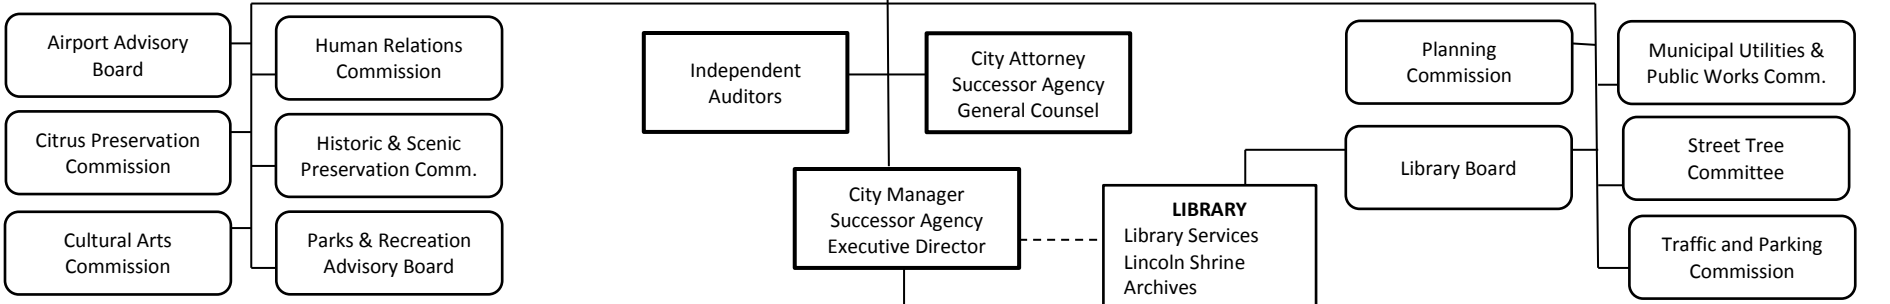 Airport Advisory
Board
Human Relations
Commission
Citrus Preservation
Commission
Historic & Scenic
Preservation Comm.
Cultural Arts
Commission
Parks & Recreation
Advisory Board
Independent
Auditors
City Attorney
Successor Agency
General Counsel
City Manager
Successor Agency
Executive Director
LIBRARY
Library Services
Lincoln Shrine
Archives
Planning
Commission
Library Board
Municipal Utilities &
Public Works Comm.
Street Tree
Committee
Traffic and Parking
Commission